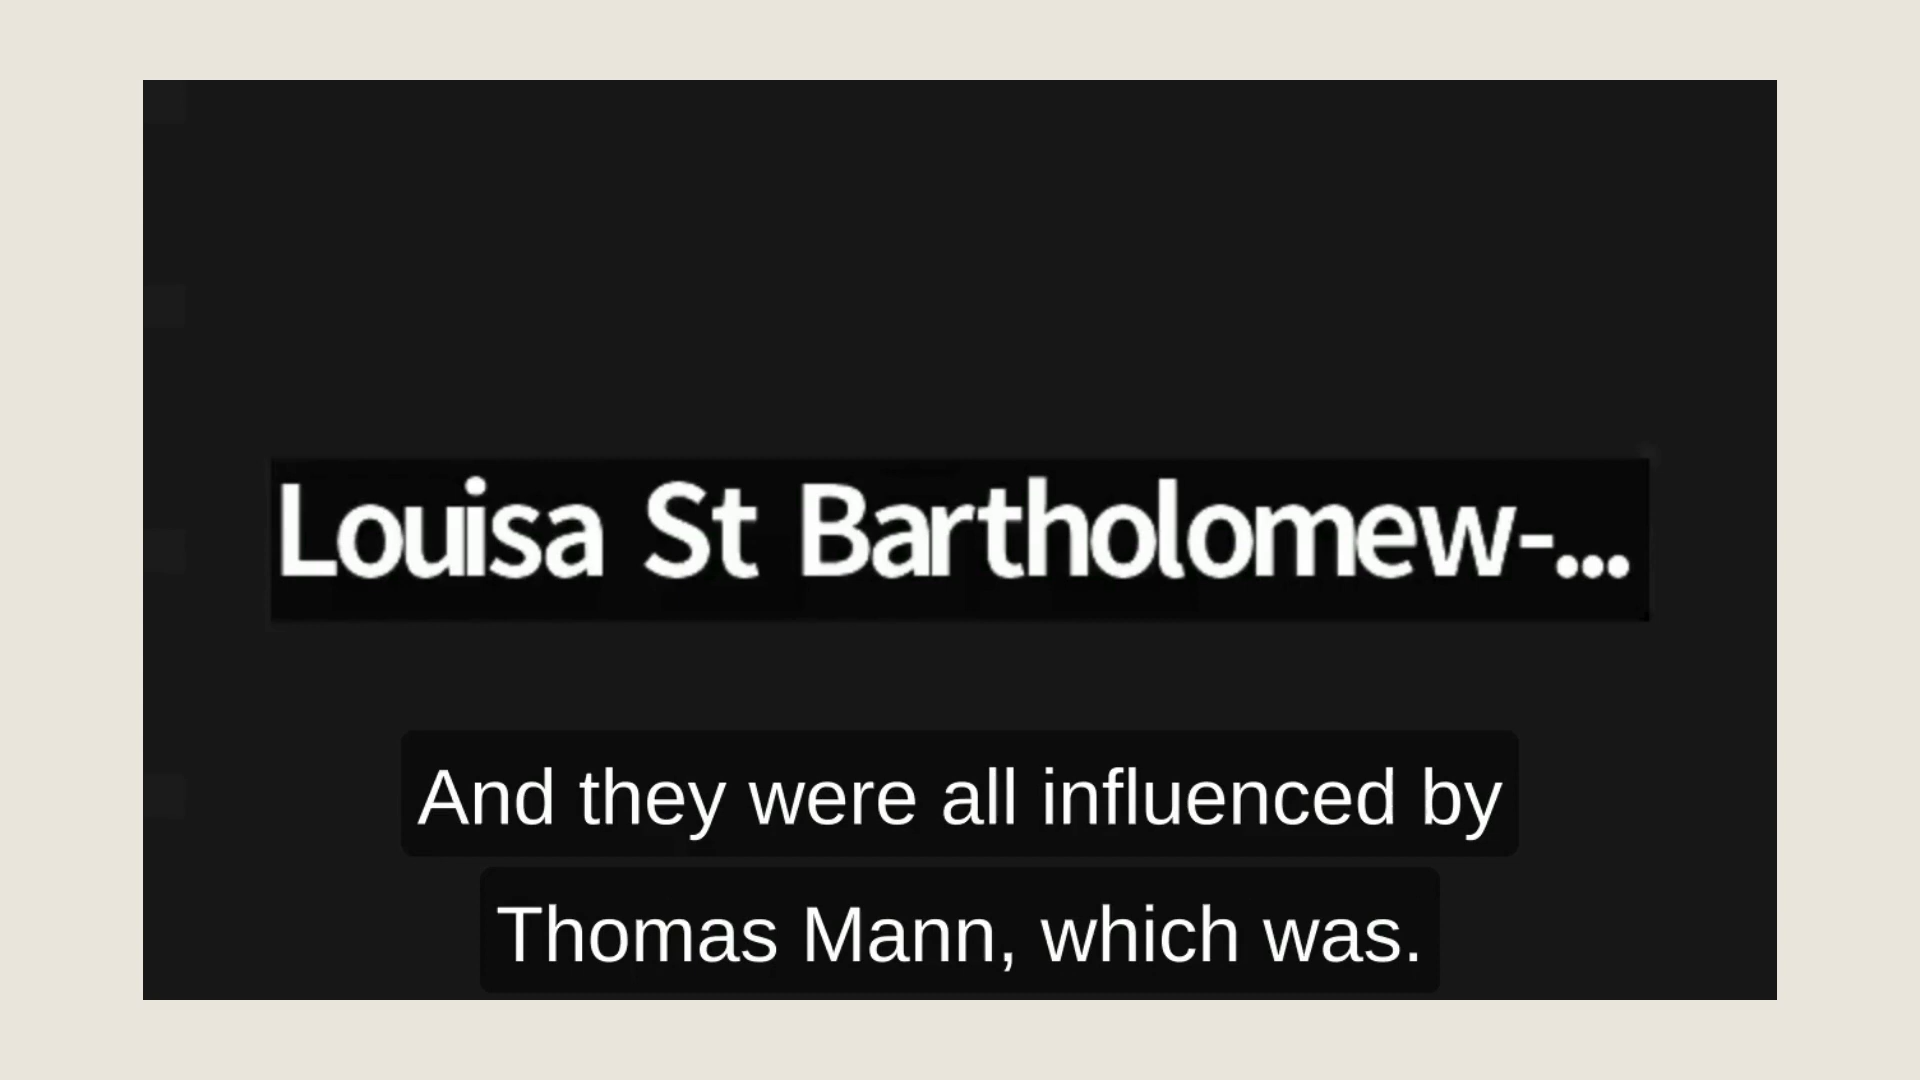 Louisa St Bartholomew-...
And they were all influenced by
Thomas Mann, which was.